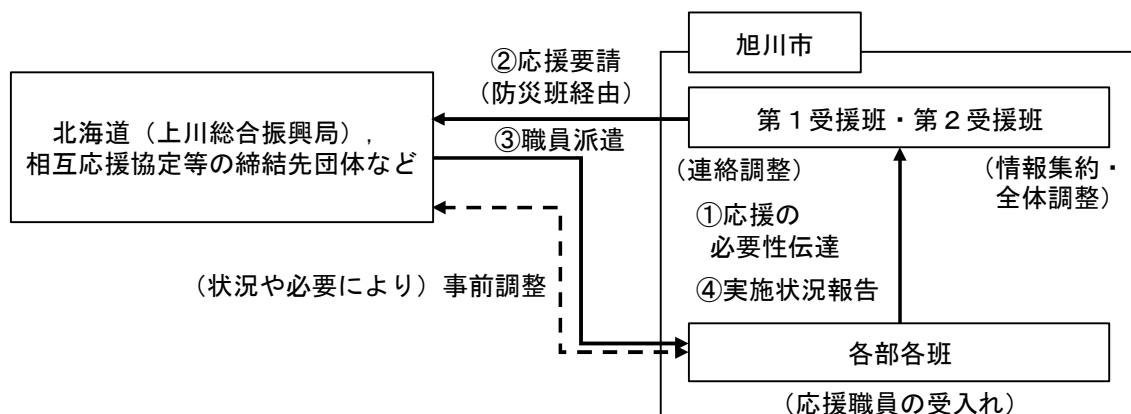 旭川市
②応援要請
（防災班経由）
第１受援班・第２受援班
北海道（上川総合振興局），
相互応援協定等の締結先団体など
③職員派遣
（連絡調整）
（情報集約・
全体調整）
①応援の
必要性伝達
（状況や必要により）事前調整
④実施状況報告
各部各班
（応援職員の受入れ）